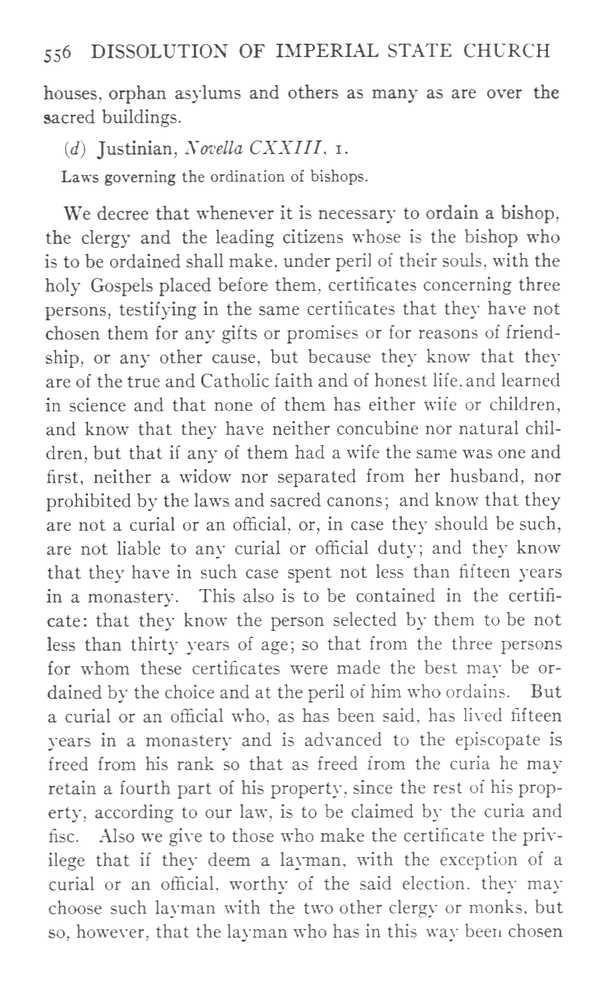 556 DISSOLUTION OF IMPERIAL STATE CHURCH
houses, orphan asylums and others as many as are over the
sacred buildings.
(d) Justinian, Novella CXXIII, 1.
Laws governing the ordination of bishops.
We decree that whenever it is necessary to ordain a bishop,
the clergy and the leading citizens whose is the bishop who
is to be ordained shall make, under peril of their souls, with the
holy Gospels placed before them, certificates concerning three
persons, testifying in the same certificates that they have not
chosen them for any gifts or promises or for reasons of friend-
ship, or any other cause, but because they know that they
are of the true and Catholic faith and of honest life, and learned
in science and that none of them has either wife or children,
and know that they have neither concubine nor natural chil-
dren, but that if any of them had a wife the same was one and
first, neither a widow nor separated from her husband, nor
prohibited by the laws and sacred canons; and know that they
are not a curial or an official, or, in case they should be such,
are not liable to any curial or official duty; and they know
that they have in such case spent not less than fifteen years
in a monastery. This also is to be contained in the certifi-
cate: that they know the person selected by them to be not
less than thirty years of age; so that from the three persons
for whom these certificates were made the best may be or-
dained by the choice and at the peril of him who ordains. But
a curial or an official who, as has been said, has lived fifteen
years in a monastery and is advanced to the episcopate is
freed from his rank so that as freed from the curia he may
retain a fourth part of his property, since the rest of his prop-
erty, according to our law, is to be claimed by the curia and
fisc. Also we give to those who make the certificate the priv-
ilege that if they deem a layman, with the exception of a
curial or an official, worthy of the said election, they may
choose such layman with the two other clergy or monks, but
so, however, that the layman who has in this way been chosen